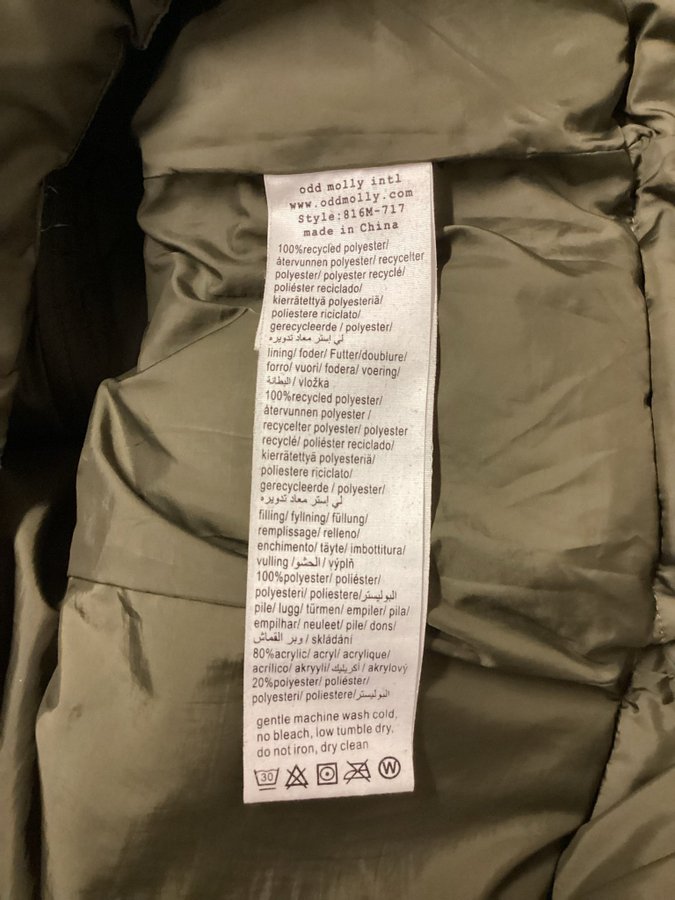 odd molly intl
www.oddmolly.com
Style:816M-717
made in China
100%recycled polyester/
återvunnen polyester/ recycelter
polyester/ polyester recyclé/
poliéster reciclado/
kierrätettyä polyesteriä/
poliestere riciclato/
gerecycleerde / polyester/
لي إستر معاد تدويره
lining/ foder/ Futter/doublure/
forro/ vuori/ fodera/ voering/
البطانة/ vložka
100%recycled polyester/
återvunnen polyester /
recycelter polyester/ polyester
recyclé/ poliéster reciclado/
kierrätettyä polyesteriä/
poliestere riciclato/
gerecycleerde / polyester/
لي إستر معاد تدويره
filling/ fyllning/ füllung/
remplissage/ relleno/
enchimento/ täyte/ imbottitura/
vulling /الحشو/ výplň
100%polyester/ poliéster/
polyesteri/ poliestere/البوليستر
pile/ lugg/ türmen/ empiler/ pila/
empilhar/ neuleet/ pile/ dons/
وبر القماش / skládání
80%acrylic/ acryl/ acrylique/
acrílico/ akryyli/ أكريليك/ akrylový
20%polyester/ poliéster/
polyesteri/ poliestere/البوليستر
gentle machine wash cold,
no bleach, low tumble dry,
do not iron, dry clean
30 W